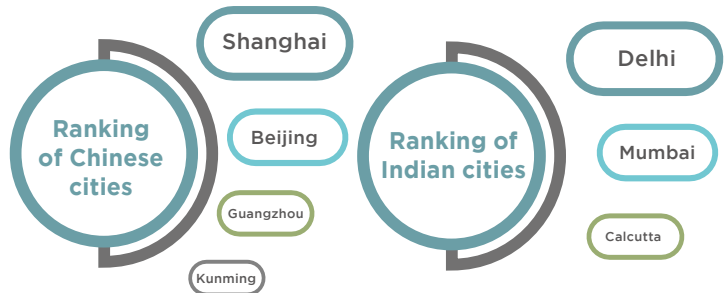 Ranking
of Chinese
cities
Shanghai
Beijing
Guangzhou
Kunming
Ranking of
Indian cities
Delhi
Mumbai
Calcutta